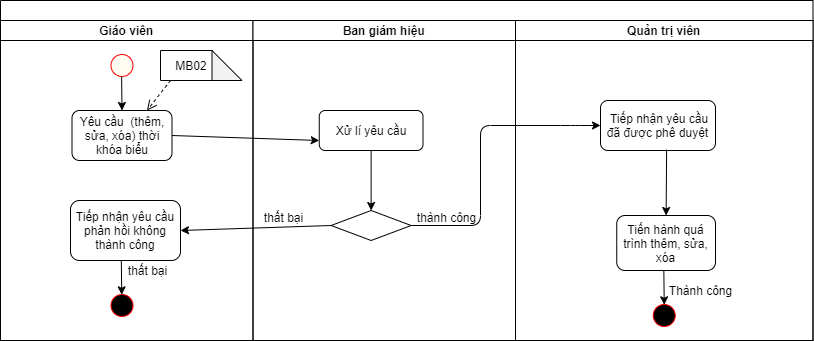 Giáo viên
Ban giám hiệu
Quản trị viên
MB02
Yêu cầu (thêm,
sửa, xóa) thời
khóa biểu
Xử lí yêu cầu
Tiếp nhận yêu cầu
đã được phê duyệt
thất bại
thành công
Tiếp nhận yêu cầu
phản hồi không
thành công
Tiến hành quá
trình thêm, sửa,
xóa
thất bại
Thành công